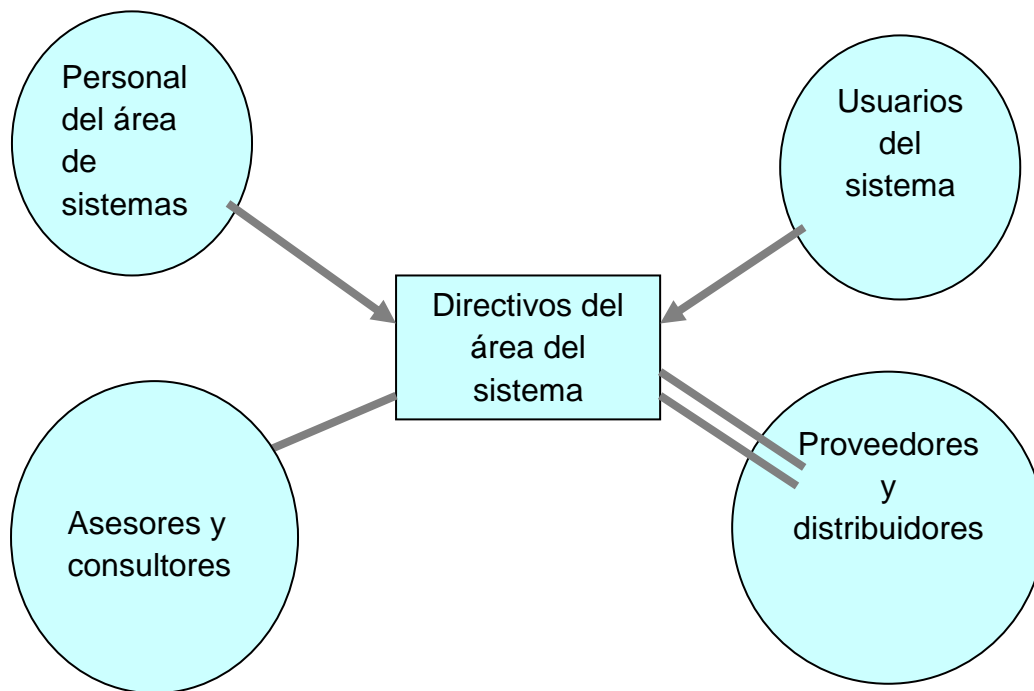 Personal
del área
de
sistemas
Usuarios
del
sistema
Directivos del
área del
sistema
Asesores y
consultores
Proveedores
y
distribuidores